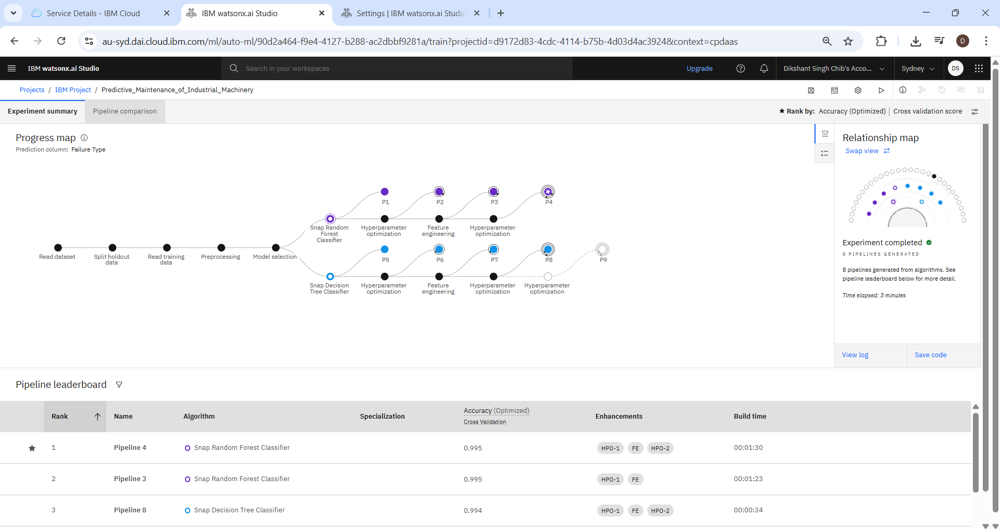 Service Details - IBM Cloud
IBM watsonx.ai Studio
Settings | IBM watsonx.ai Studio
au-syd.dai.cloud.ibm.com/ml/auto-ml/90d2a464-f9e4-4127-b288-ac2dbbf9281a/train?projectid=d9172d83-4cdc-4114-b75b-4d03d4ac3924&context=cpdaas
D
IBM watsonx.ai Studio
Search in your workspaces
Upgrade
Dikshant Singh Chib's Acco...
Sydney
DS
Projects / IBM Project / Predictive_Maintenance_of_Industrial_Machinery
Experiment summary
Pipeline comparison
Rank by: Accuracy (Optimized) | Cross validation score
Progress map
Prediction column: Failure Type
P1
P2
P3
P4
Snap Random
Forest
Classifier
Hyperparameter
optimization
Feature
engineering
Hyperparameter
optimization
Read dataset
Split holdout
data
Read training
data
Preprocessing
Model selection
P5
P6
P7
P8
P9
Snap Decision
Tree Classifier
Hyperparameter
optimization
Feature
engineering
Hyperparameter
optimization
Hyperparameter
optimization
Relationship map
Swap view
Experiment completed
8 PIPELINES GENERATED
8 pipelines generated from algorithms. See
pipeline leaderboard below for more detail.
Time elapsed: 3 minutes
View log
Save code
Pipeline leaderboard
Rank Name Algorithm Specialization Accuracy (Optimized) Enhancements Build time
Cross Validation
1 Pipeline 4 Snap Random Forest Classifier 0.995 HPO-1 FE HPO-2 00:01:30
2 Pipeline 3 Snap Random Forest Classifier 0.995 HPO-1 FE 00:01:23
3 Pipeline 8 Snap Decision Tree Classifier 0.994 HPO-1 FE HPO-2 00:00:34